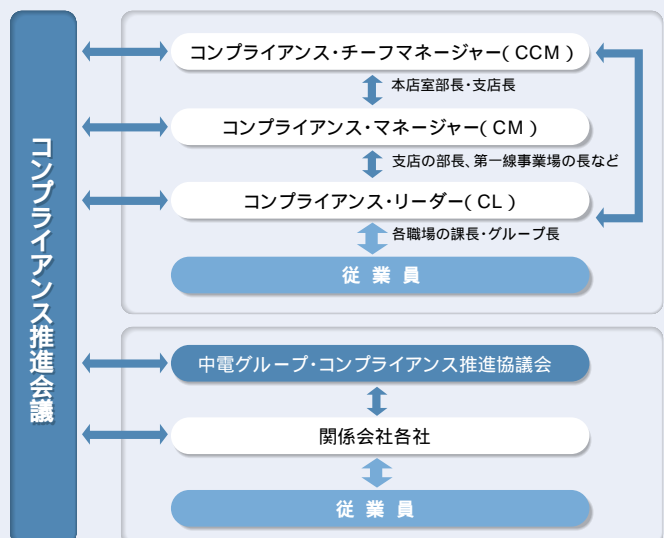 コンプライアンス推進会議
コンプライアンス・チーフマネージャー(CCM)
本店室部長・支店長
コンプライアンス・マネージャー(CM)
支店の部長、第一線事業場の長など
コンプライアンス・リーダー(CL)
各職場の課長・グループ長
従業員
中電グループ・コンプライアンス推進協議会
関係会社各社
従業員